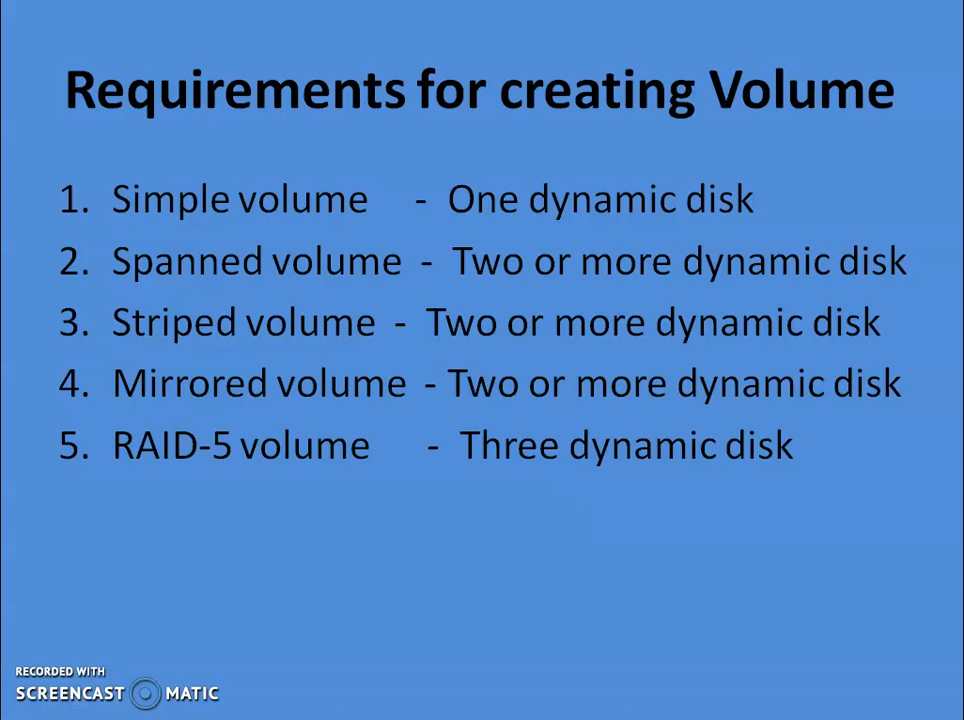 Requirements for creating Volume
1. Simple volume - One dynamic disk
2. Spanned volume - Two or more dynamic disk
3. Striped volume - Two or more dynamic disk
4. Mirrored volume - Two or more dynamic disk
5. RAID-5 volume - Three dynamic disk
RECORDED WITH
SCREENCAST MATIC